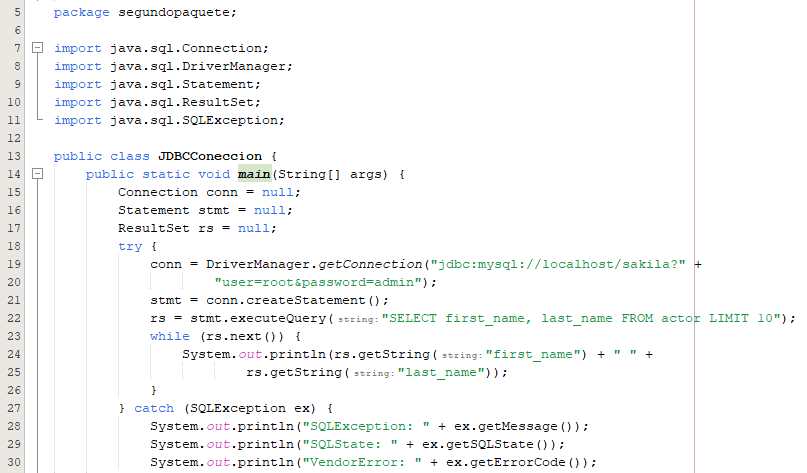 5 package segundopaquete;
6
7 import java.sql.Connection;
8 import java.sql.DriverManager;
9 import java.sql.Statement;
10 import java.sql.ResultSet;
11 import java.sql.SQLException;
12
13 public class JDBCConeccion {
14 public static void main(String[] args) {
15 Connection conn = null;
16 Statement stmt = null;
17 ResultSet rs = null;
18 try {
19 conn = DriverManager.getConnection("jdbc:mysql://localhost/sakila?" +
20 "user=root&password=admin");
21 stmt = conn.createStatement();
22 rs = stmt.executeQuery( string: "SELECT first_name, last_name FROM actor LIMIT 10");
23 while (rs.next()) {
24 System.out.println(rs.getString( string: "first_name") + " " +
25 rs.getString( string: "last_name"));
26 }
27 } catch (SQLException ex) {
28 System.out.println("SQLException: " + ex.getMessage());
29 System.out.println("SQLState: " + ex.getSQLState());
30 System.out.println("VendorError: " + ex.getErrorCode());